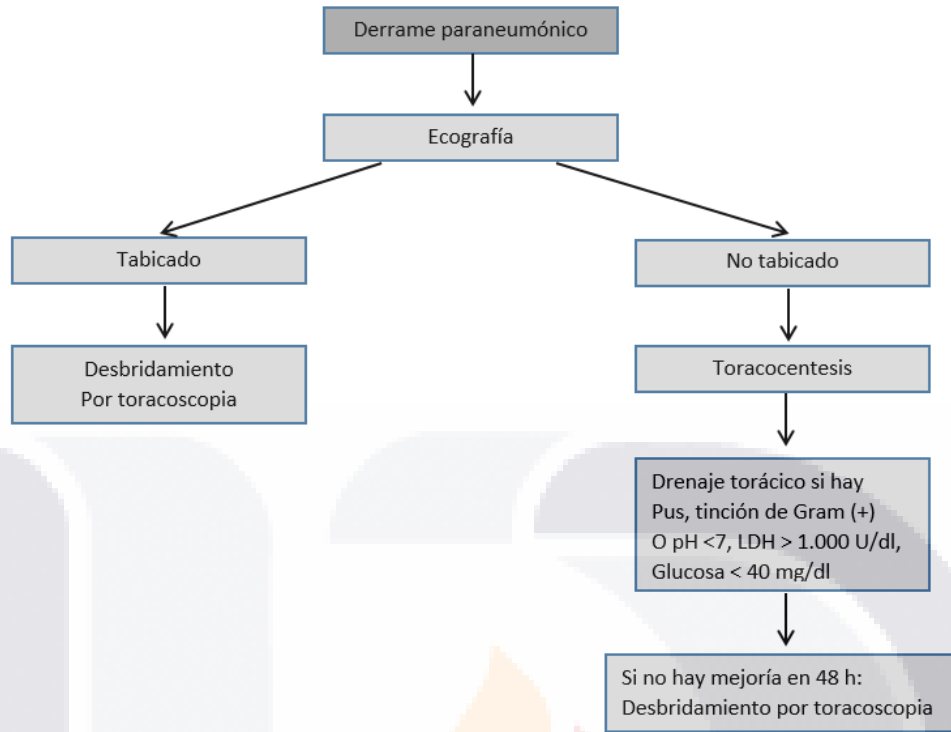 Derrame paraneumónico
Ecografía
Tabicado
No tabicado
Desbridamiento
Por toracoscopia
Toracocentesis
Drenaje torácico si hay
Pus, tinción de Gram (+)
O pH <7, LDH > 1.000 U/dl,
Glucosa < 40 mg/dl
Si no hay mejoría en 48 h:
Desbridamiento por toracoscopia